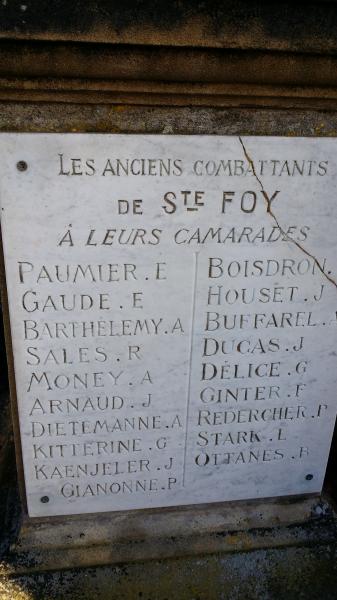 LES ANCIENS COMBATTANTS
DE STE FOY
À LEURS CAMARADES
PAUMIER.E
GAUDE.E
BARTHÉLEMY.A
SALES.R
MONEY.A
ARNAUD.J
DIETEMANNE.A
KITTERINE.G
KAENJELER.J
GIANONNE.P
BOISDRON.
HOUSET.J
BUFFAREL.A
DUCAS.J
DÉLICE.G
GINTER.F
REDERCHER.P
STARK.L
OTTANES.B